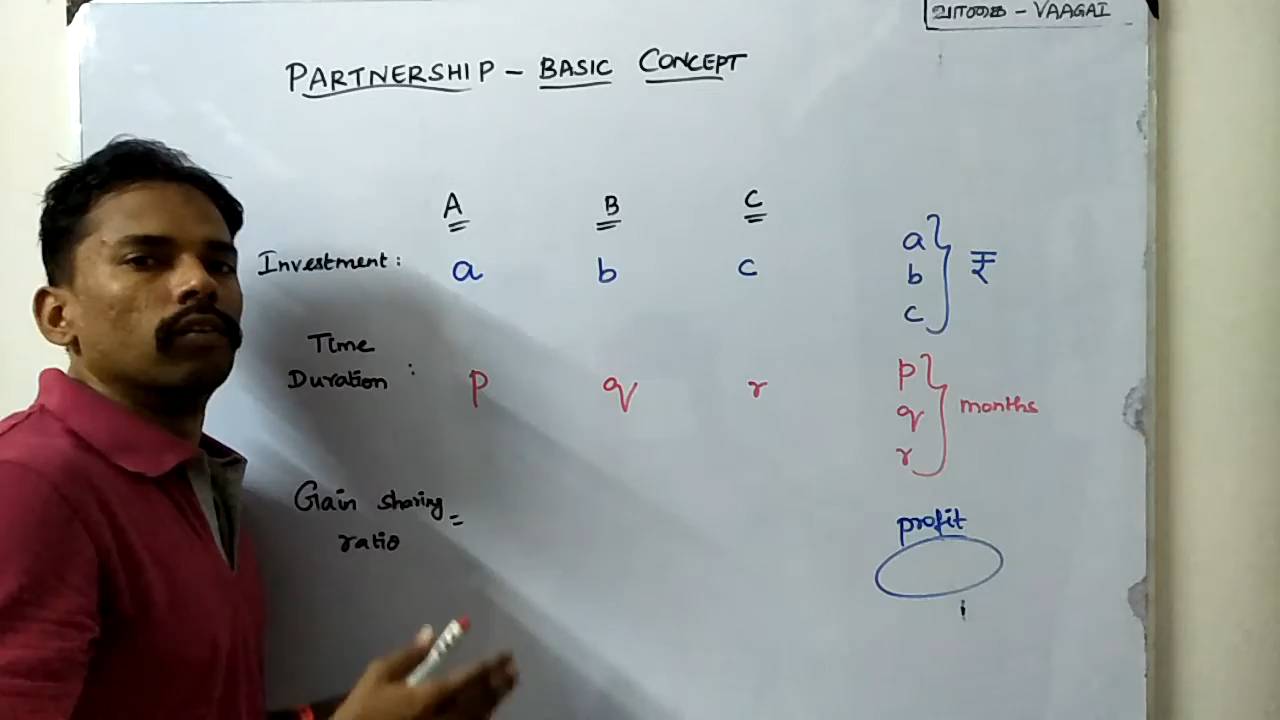 வாகை - VAAGAI
PARTNERSHIP - BASIC CONCEPT
A B C
Investment: a b c
Time
Duration : p q r
Gain sharing =
ratio
a
b
c
₹
p
q
r
months
profit